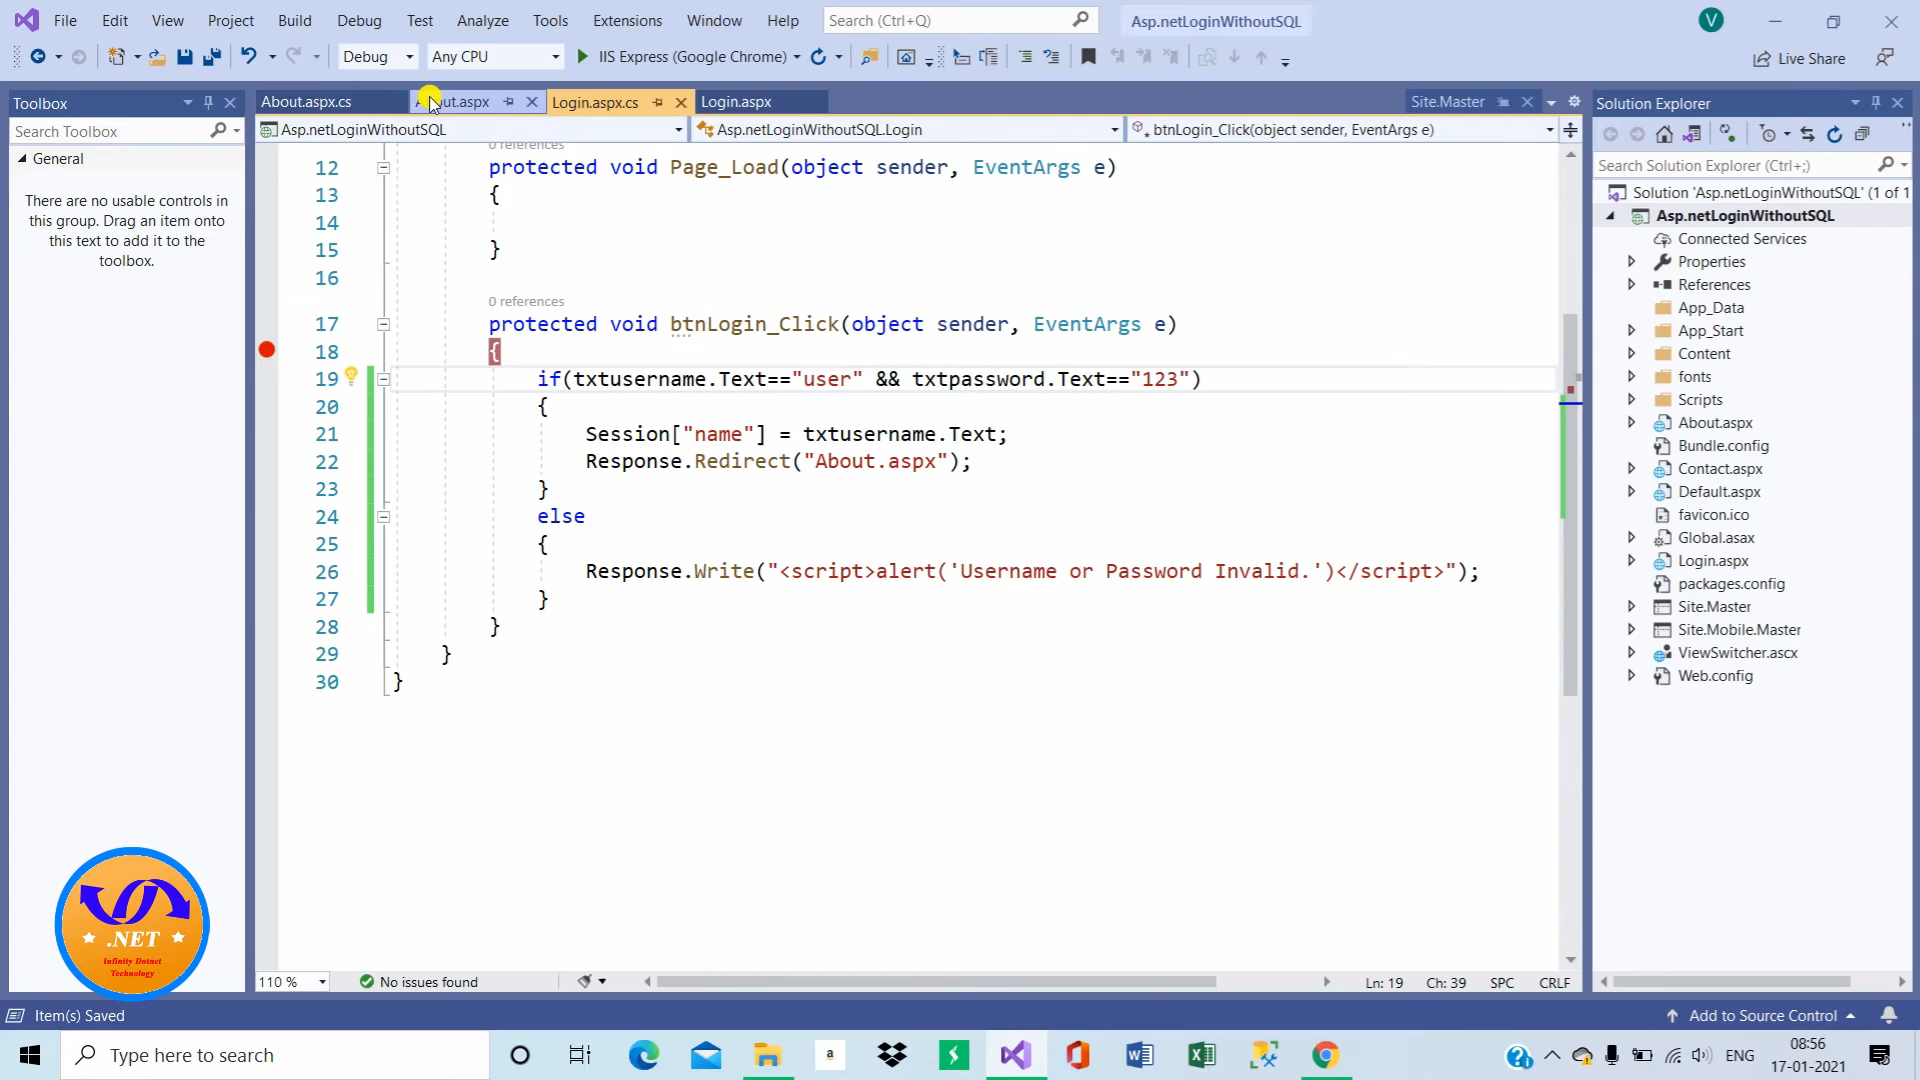 File Edit View Project Build Debug Test Analyze Tools Extensions Window Help Search (Ctrl+Q) Asp.netLoginWithoutSQL V
Debug Any CPU IIS Express (Google Chrome) Live Share
Toolbox
Search Toolbox
General
There are no usable controls in
this group. Drag an item onto
this text to add it to the
toolbox.
About.aspx.cs About.aspx Login.aspx.cs Login.aspx Site.Master
Asp.netLoginWithoutSQL Asp.netLoginWithoutSQL.Login btnLogin_Click(object sender, EventArgs e)
0 references
12 protected void Page_Load(object sender, EventArgs e)
13 {
14
15 }
16
0 references
17 protected void btnLogin_Click(object sender, EventArgs e)
18 {
19 if(txtusername.Text=="user" && txtpassword.Text=="123")
20 {
21 Session["name"] = txtusername.Text;
22 Response.Redirect("About.aspx");
23 }
24 else
25 {
26 Response.Write("<script>alert('Username or Password Invalid.')</script>");
27 }
28 }
29 }
30 }
110 % No issues found Ln: 19 Ch: 39 SPC CRLF
Solution Explorer
Search Solution Explorer (Ctrl+;)
Solution 'Asp.netLoginWithoutSQL' (1 of 1
Asp.netLoginWithoutSQL
Connected Services
Properties
References
App_Data
App_Start
Content
fonts
Scripts
About.aspx
Bundle.config
Contact.aspx
Default.aspx
favicon.ico
Global.asax
Login.aspx
packages.config
Site.Master
Site.Mobile.Master
ViewSwitcher.ascx
Web.config
.NET
Infinity Dotnet
Technology
Item(s) Saved Add to Source Control
Type here to search
a
ENG
08:56
17-01-2021